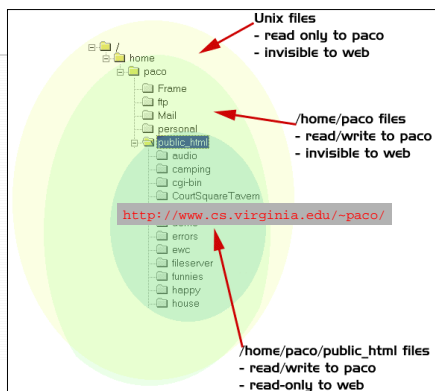 Unix files
- read only to paco
- invisible to web
/
home
paco
Frame
ftp
Mail
personal
public_html
audio
camping
cgi-bin
CourtSquareTavern
http://www.cs.virginia.edu/~paco/
errors
ewc
fileserver
funnies
happy
house
/home/paco files
- read/write to paco
- invisible to web
/home/paco/public_html files
- read/write to paco
- read-only to web